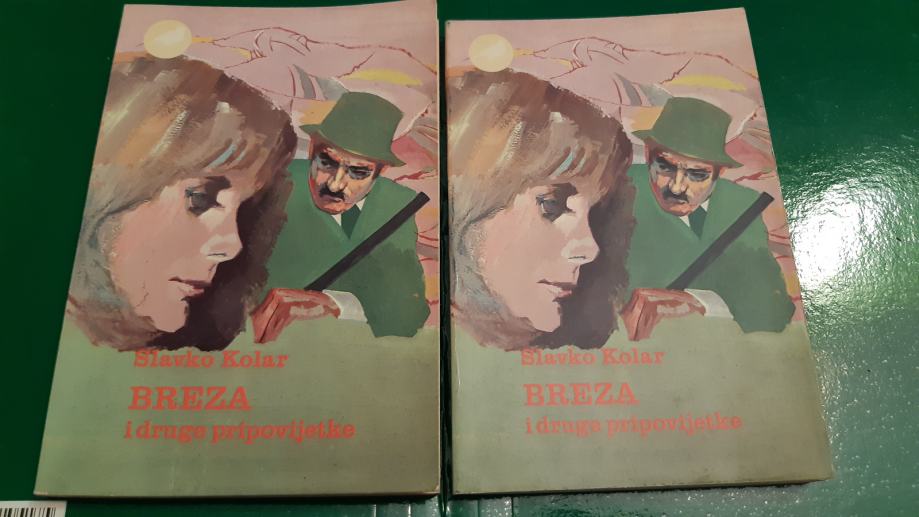 Slavko Kolar
BREZA
i druge pripovijetke
Slavko Kolar
BREZA
i druge pripovijetke